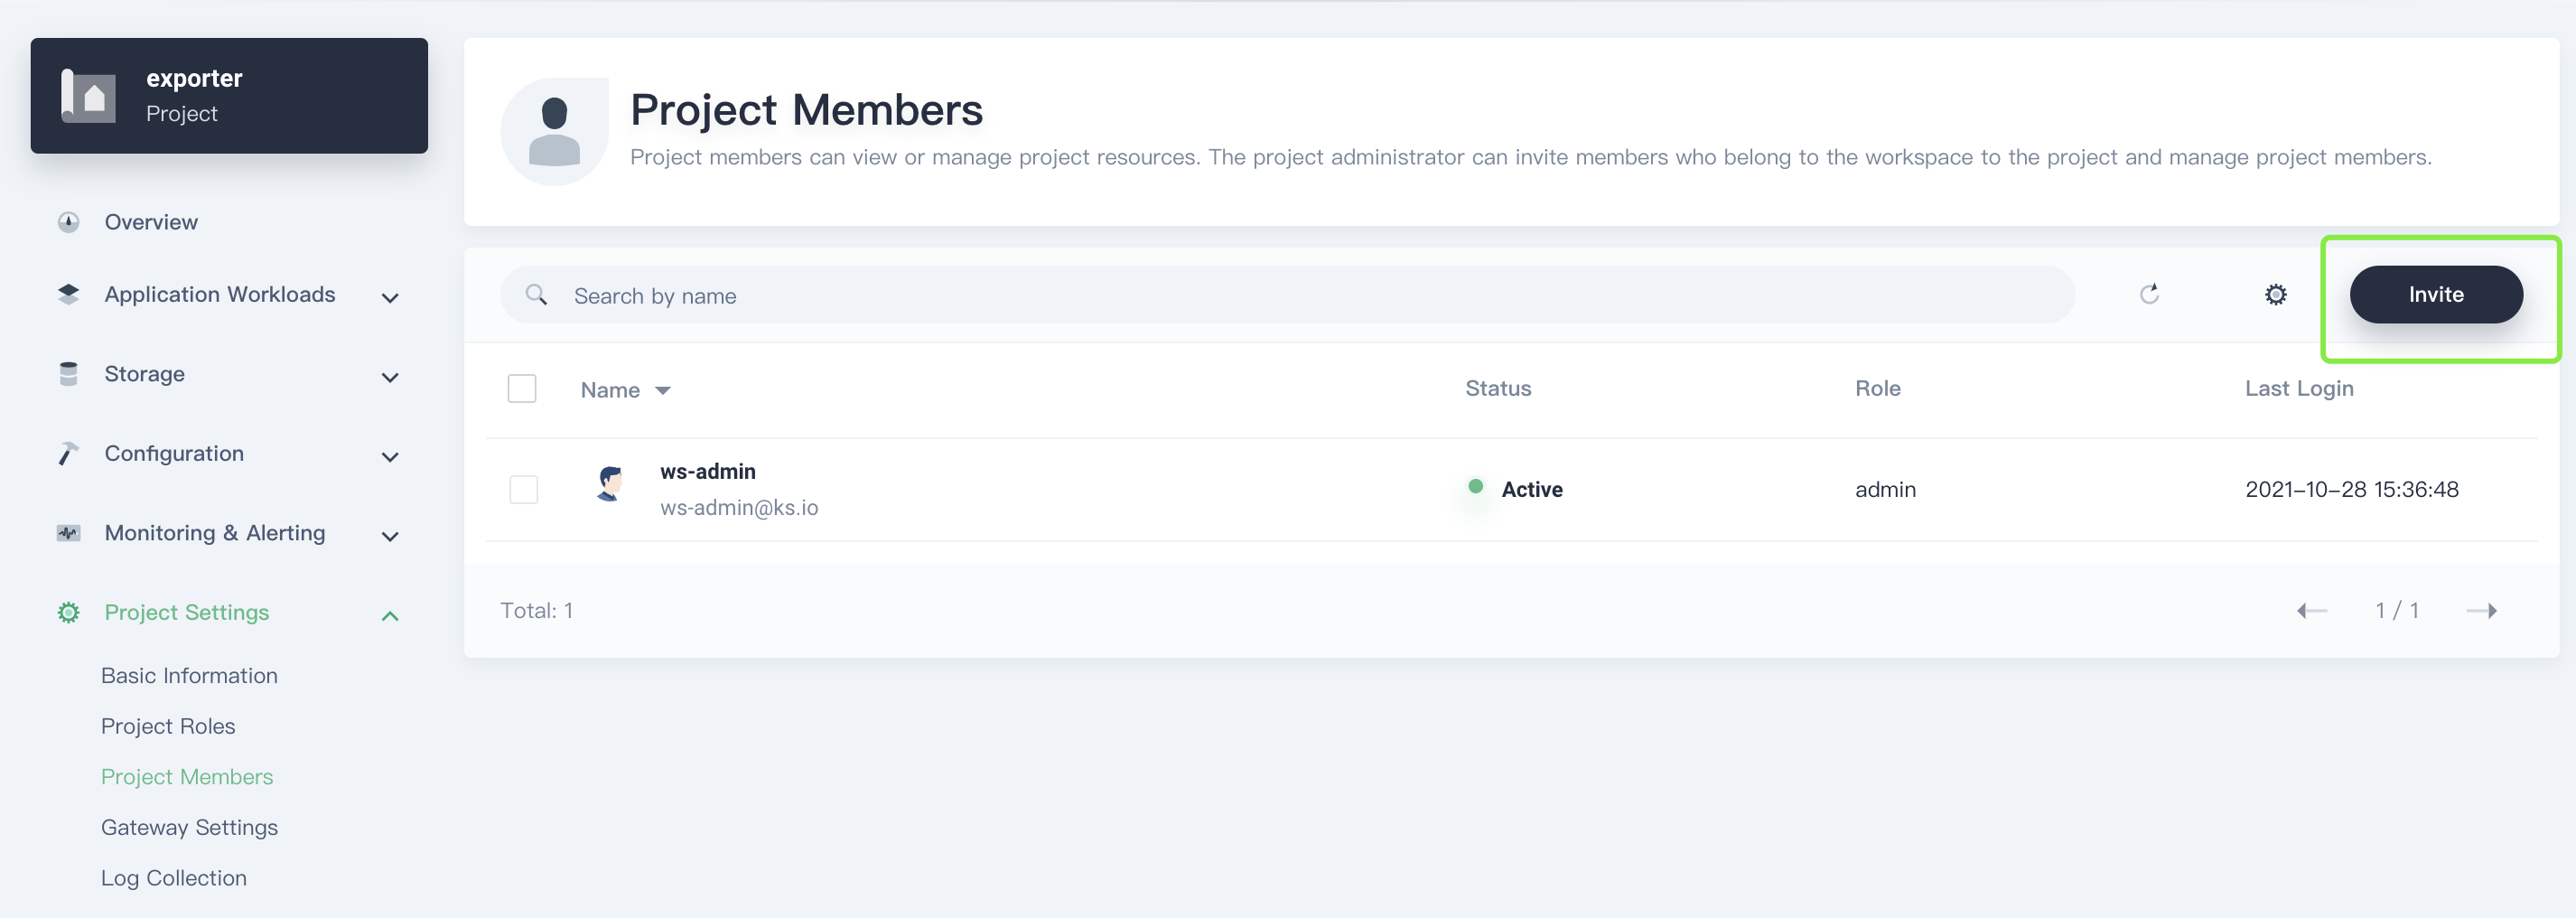 exporter
Project
Overview
Application Workloads
Storage
Configuration
Monitoring & Alerting
Project Settings
Basic Information
Project Roles
Project Members
Gateway Settings
Log Collection
Project Members
Project members can view or manage project resources. The project administrator can invite members who belong to the workspace to the project and manage project members.
Search by name
Invite
Name Status Role Last Login
ws-admin
ws-admin@ks.io
Active admin 2021-10-28 15:36:48
Total: 1
1 / 1